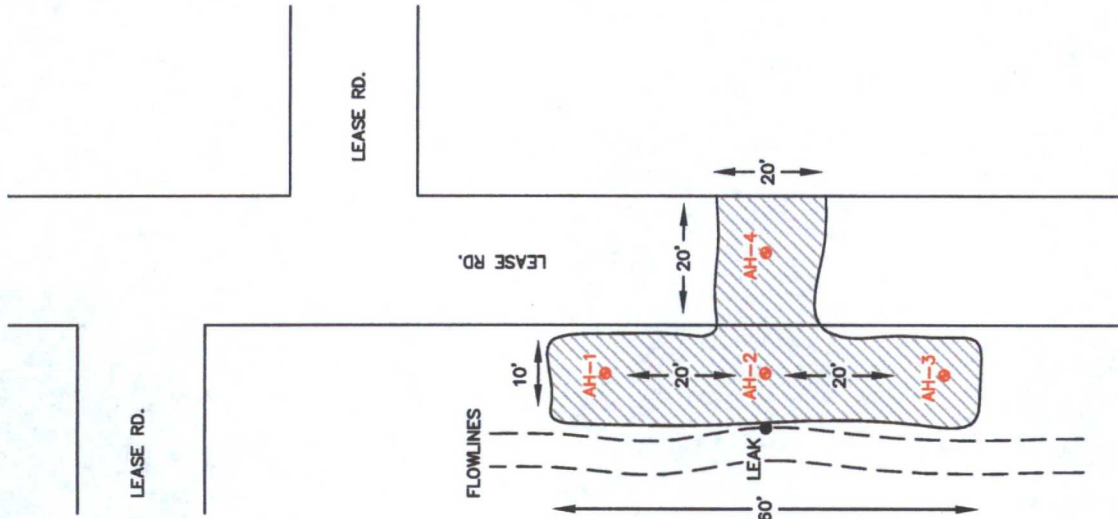 LEASE RD.
LEASE RD.
LEASE RD.
20'
20'
AH-4
10'
AH-1
20'
AH-2
20'
AH-3
FLOWLINES
LEAK
60'